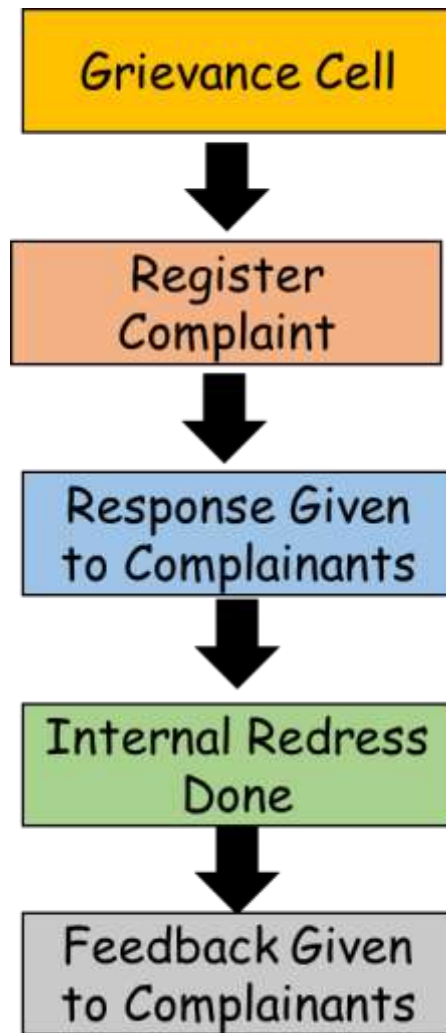 Grievance Cell
Register
Complaint
Response Given
to Complainants
Internal Redress
Done
Feedback Given
to Complainants